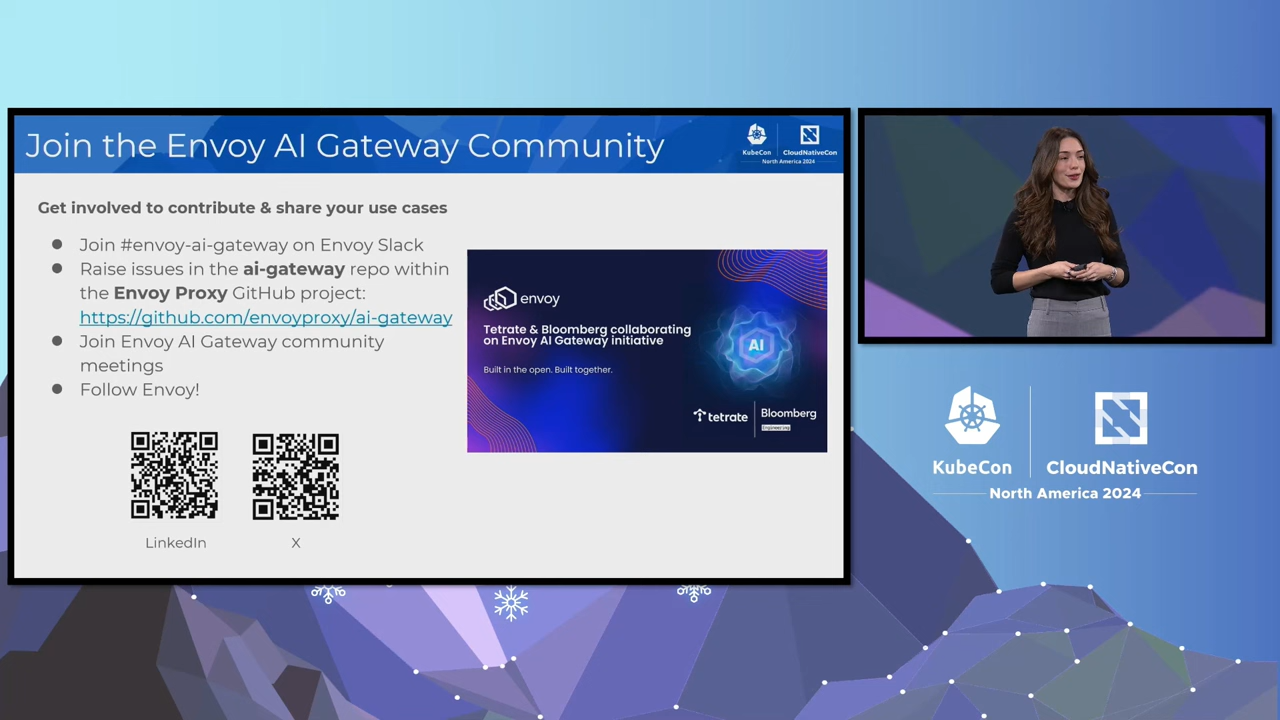 Join the Envoy AI Gateway Community
KubeCon
CloudNativeCon
North America 2024
Get involved to contribute & share your use cases
● Join #envoy-ai-gateway on Envoy Slack
● Raise issues in the ai-gateway repo within
the Envoy Proxy GitHub project:
https://github.com/envoyproxy/ai-gateway
● Join Envoy AI Gateway community
meetings
● Follow Envoy!
LinkedIn
X
envoy
Tetrate & Bloomberg collaborating
on Envoy AI Gateway initiative
Built in the open. Built together.
AI
tetrate
Bloomberg
Engineering
KubeCon
CloudNativeCon
North America 2024